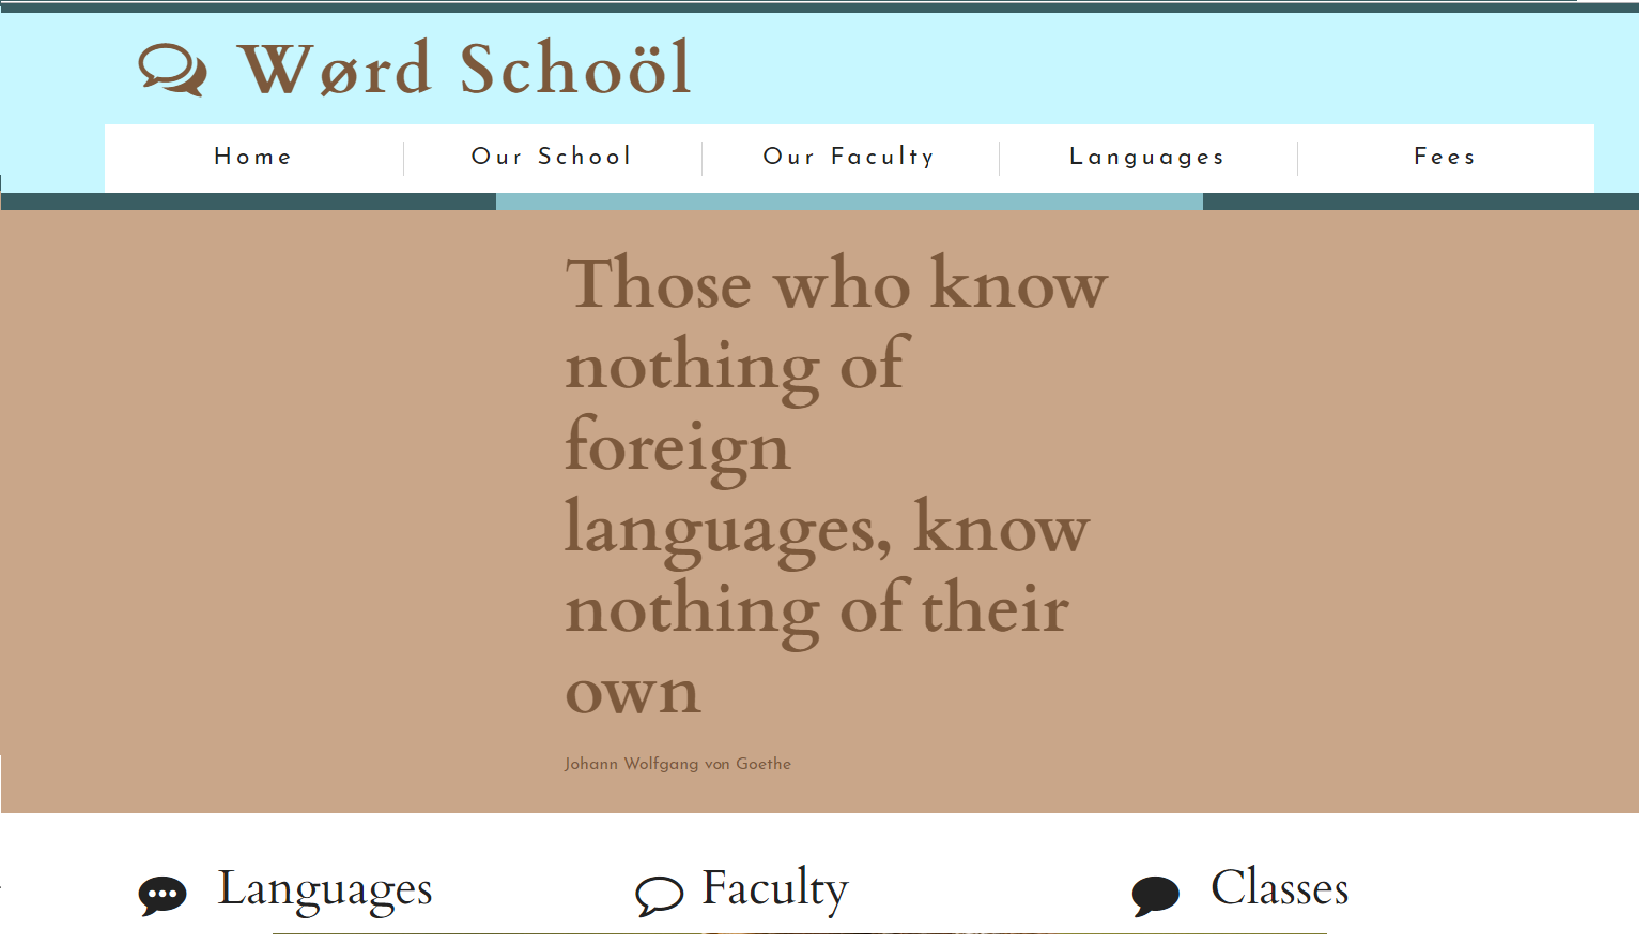 Wørd Schoöl
Home Our School Our Faculty Languages Fees
Those who know
nothing of
foreign
languages, know
nothing of their
own
Johann Wolfgang von Goethe
Languages Faculty Classes